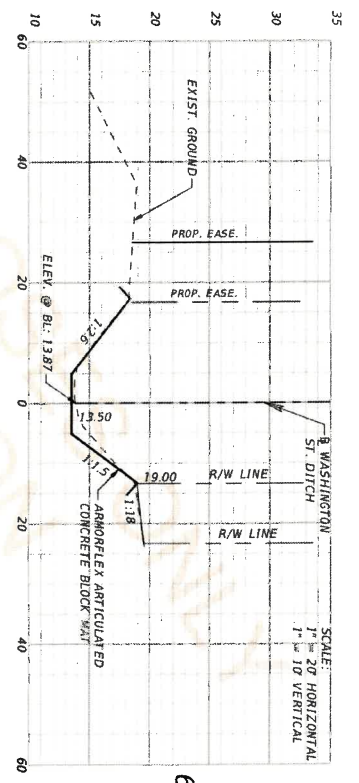 SCALE:
1" = 20' HORIZONTAL
1" = 10' VERTICAL
35
30
25
20
15
10
B WASHINGTON
ST. DITCH
PROP. EASE.
PROP. EASE.
R/W LINE
R/W LINE
EXIST. GROUND
19.00
1:2.6
1:1.5
1:18
13.50
ELEV. @ BL: 13.87
ARMORFLEX ARTICULATED
CONCRETE BLOCK MAT
60
40
20
0
20
40
60
6